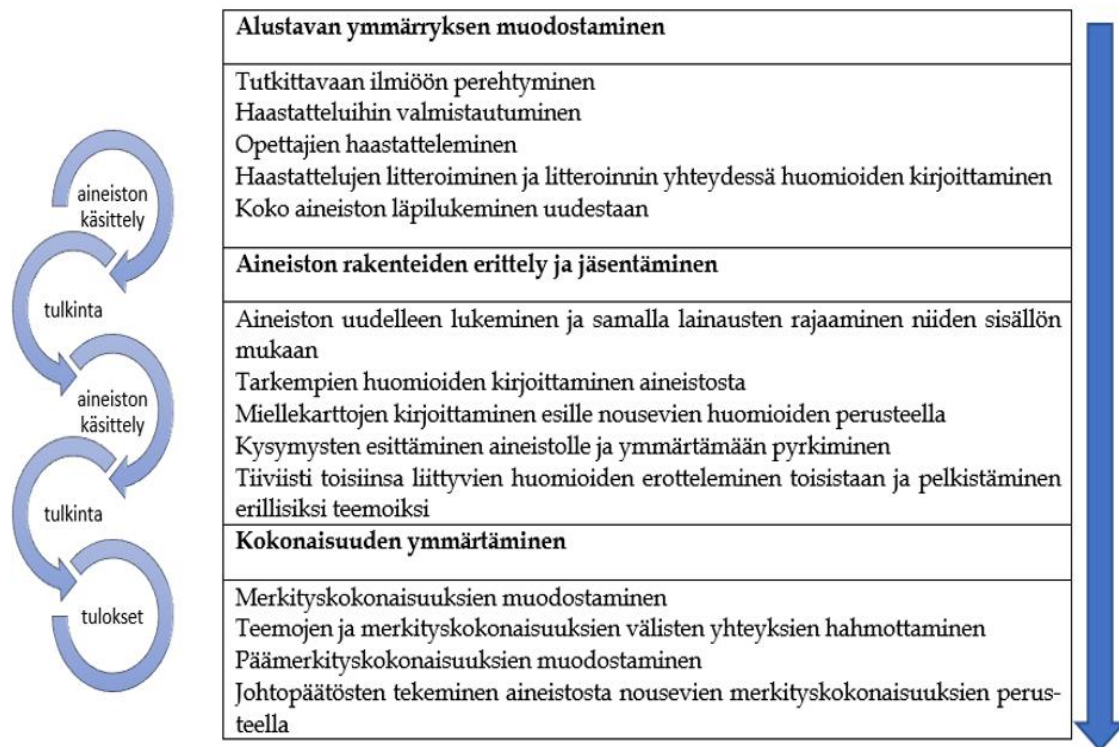 Alustavan ymmärryksen muodostaminen
Tutkittavaan ilmiöön perehtyminen
Haastatteluihin valmistautuminen
Opettajien haastatteleminen
Haastattelujen litteroiminen ja litteroinnin yhteydessä huomioiden kirjoittaminen
Koko aineiston läpilukeminen uudestaan
Aineiston rakenteiden erittely ja jäsentäminen
Aineiston uudelleen lukeminen ja samalla lainausten rajaaminen niiden sisällön
mukaan
Tarkempien huomioiden kirjoittaminen aineistosta
Miellekarttojen kirjoittaminen esille nousevien huomioiden perusteella
Kysymysten esittäminen aineistolle ja ymmärtämään pyrkiminen
Tiiviisti toisiinsa liittyvien huomioiden erotteleminen toisistaan ja pelkistäminen
erillisiksi teemoiksi
Kokonaisuuden ymmärtäminen
Merkityskokonaisuuksien muodostaminen
Teemojen ja merkityskokonaisuuksien välisten yhteyksien hahmottaminen
Päämerkityskokonaisuuksien muodostaminen
Johtopäätösten tekeminen aineistosta nousevien merkityskokonaisuuksien perus-
teella
aineiston
käsittely
tulkinta
aineiston
käsittely
tulkinta
tulokset